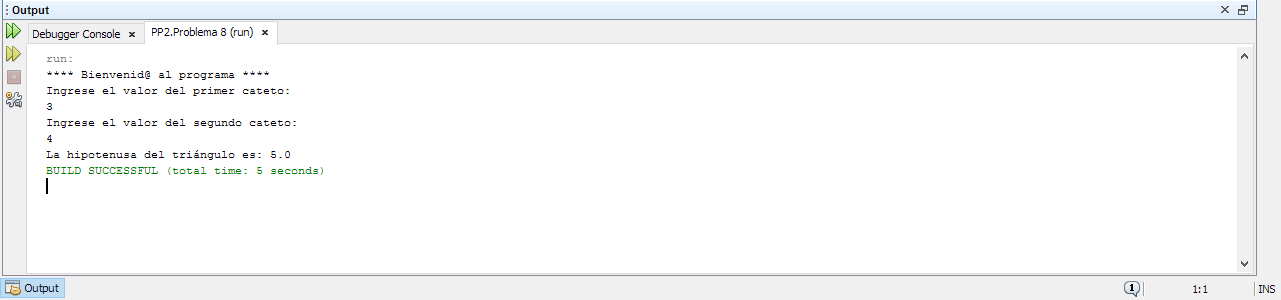 Output
Debugger Console PP2.Problema 8 (run)
run:
**** Bienvenid@ al programa ****
Ingrese el valor del primer cateto:
3
Ingrese el valor del segundo cateto:
4
La hipotenusa del triángulo es: 5.0
BUILD SUCCESSFUL (total time: 5 seconds)
Output 1 1:1 INS